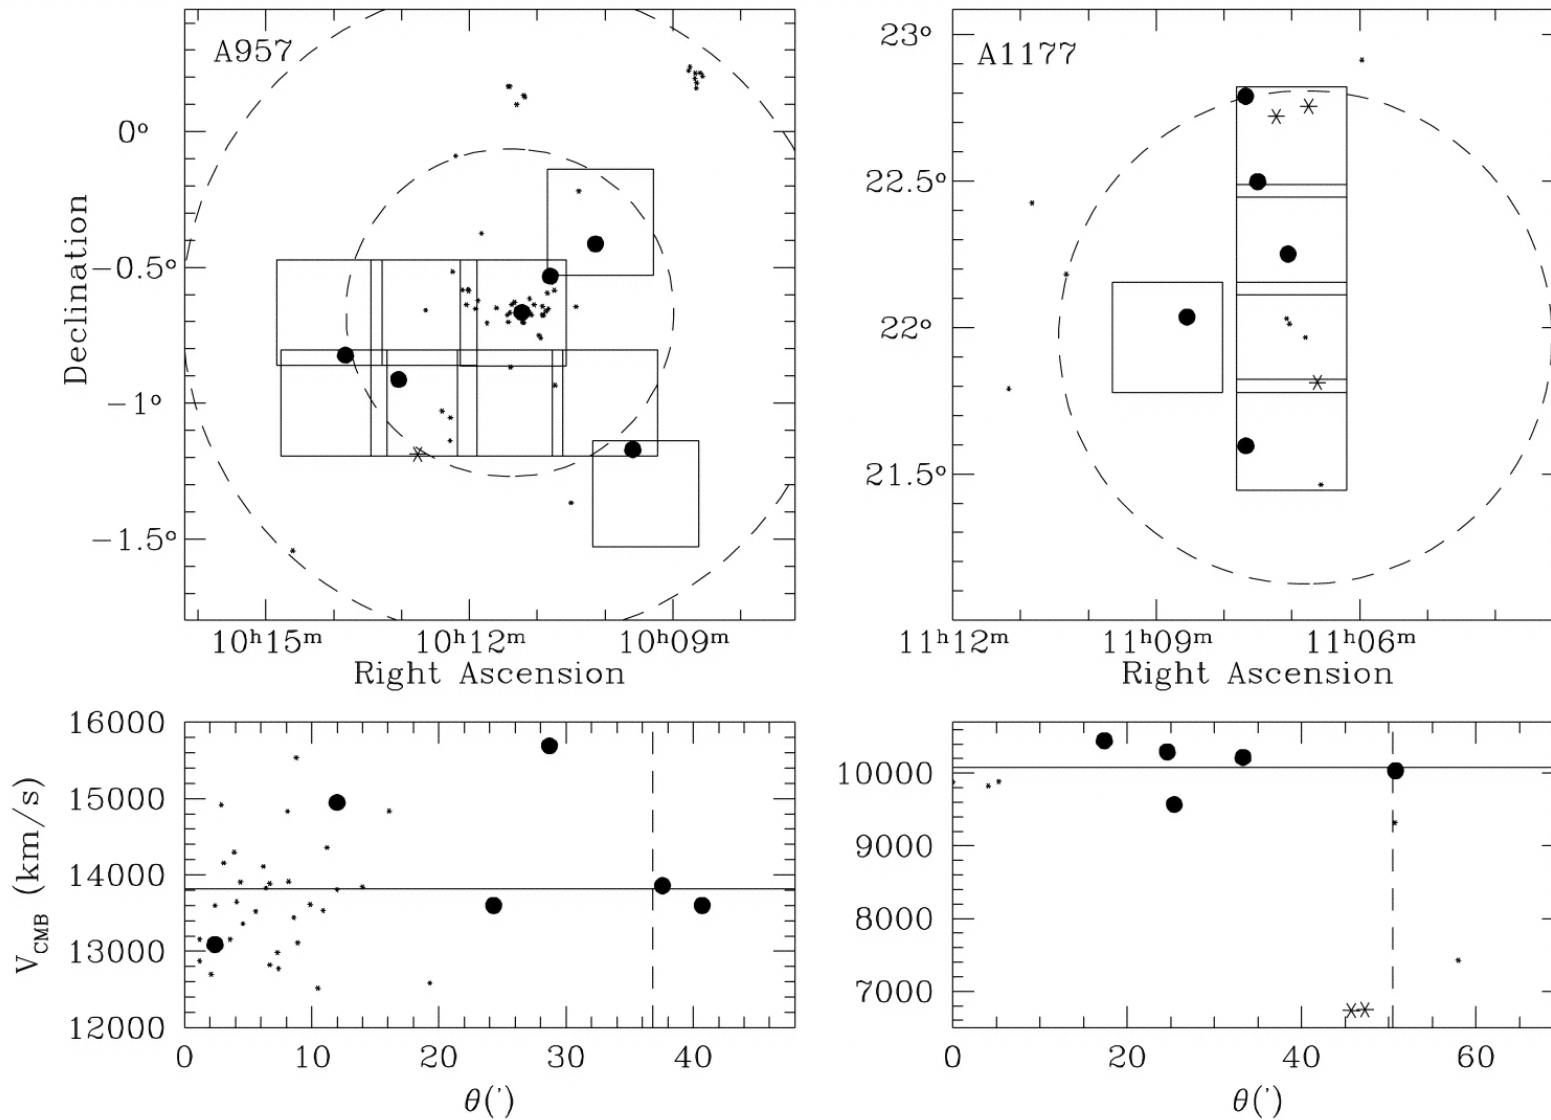 A957
0°
−0.5°
−1°
−1.5°
Declination
10ʰ15ᵐ 10ʰ12ᵐ 10ʰ09ᵐ
Right Ascension
A1177
23°
22.5°
22°
21.5°
11ʰ12ᵐ 11ʰ09ᵐ 11ʰ06ᵐ
Right Ascension
16000
15000
14000
13000
12000
V_CMB (km/s)
0 10 20 30 40
θ(′)
10000
9000
8000
7000
0 20 40 60
θ(′)